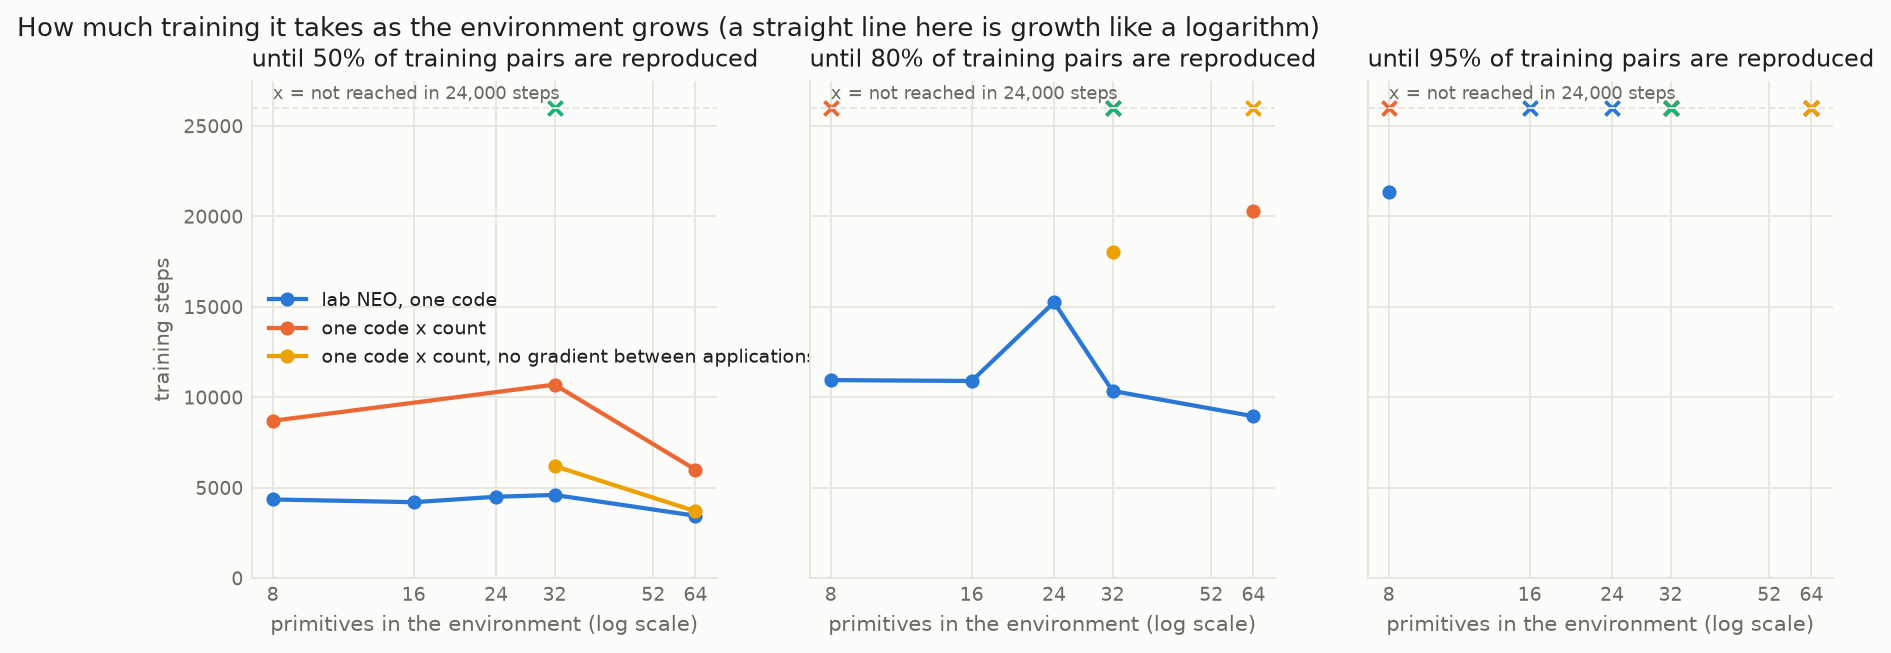 How much training it takes as the environment grows (a straight line here is growth like a logarithm)
until 50% of training pairs are reproduced
until 80% of training pairs are reproduced
until 95% of training pairs are reproduced
x = not reached in 24,000 steps
x = not reached in 24,000 steps
x = not reached in 24,000 steps
25000
20000
15000
10000
5000
0
training steps
lab NEO, one code
one code x count
one code x count, no gradient between applications
8 16 24 32 52 64
8 16 24 32 52 64
8 16 24 32 52 64
primitives in the environment (log scale)
primitives in the environment (log scale)
primitives in the environment (log scale)